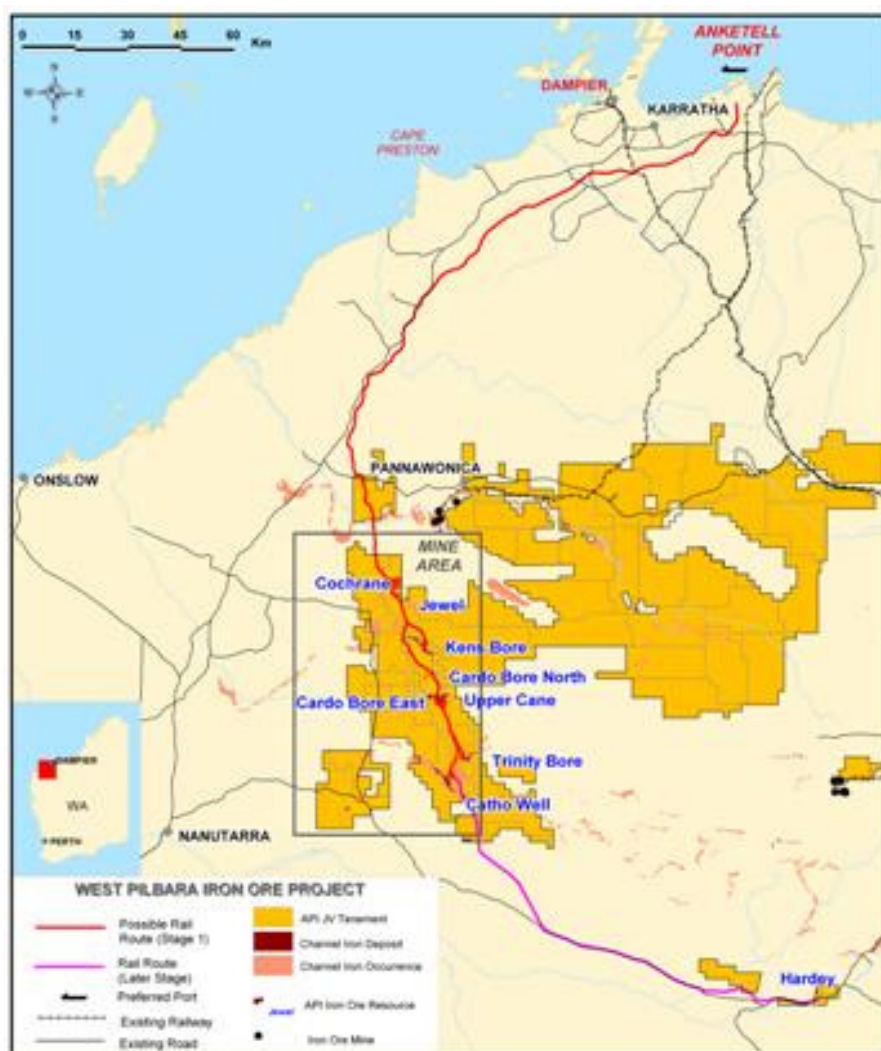 0 15 30 45 60 Km
N
W E
S
ANKETELL
POINT
DAMPIER
KARRATHA
CAPE
PRESTON
PANNAWONICA
ONSLOW
MINE
AREA
Cochrane
Jewel
Kens Bore
Cardo Bore North
Cardo Bore East
Upper Cane
Trinity Bore
Catho Well
DAMPIER
WA
PERTH
NANUTARRA
Hardey
WEST PILBARA IRON ORE PROJECT
Possible Rail
Route (Stage 1)
Rail Route
(Later Stage)
Preferred Port
Existing Railway
Existing Road
API JV Tenement
Channel Iron Deposit
Channel Iron Occurrence
Jewel
API Iron Ore Resource
Iron Ore Mine